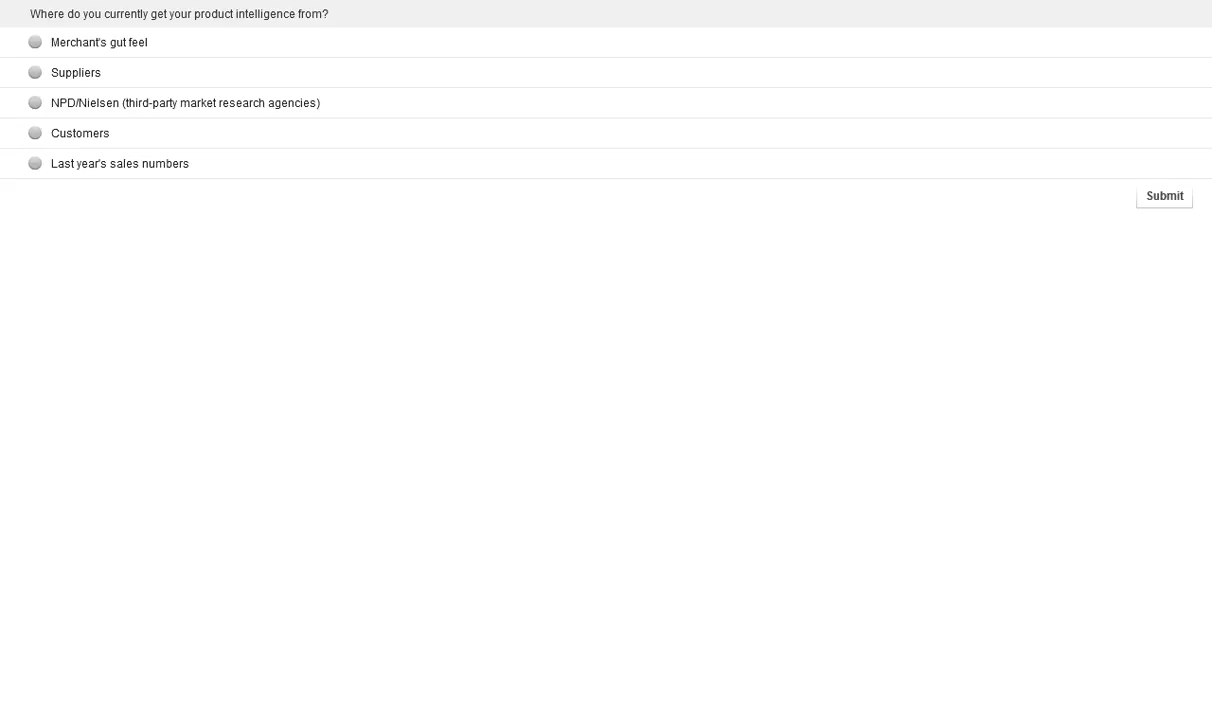 Where do you currently get your product intelligence from?
Merchant's gut feel
Suppliers
NPD/Nielsen (third-party market research agencies)
Customers
Last year's sales numbers
Submit